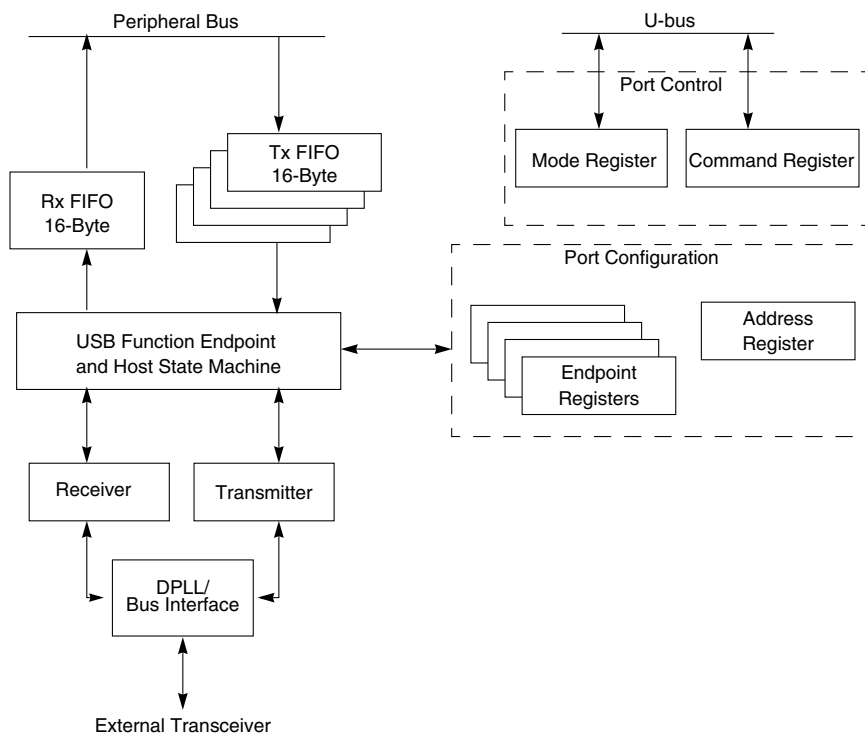 Peripheral Bus
U-bus
Port Control
Mode Register
Command Register
Tx FIFO
16-Byte
Rx FIFO
16-Byte
Port Configuration
USB Function Endpoint
and Host State Machine
Address
Register
Endpoint
Registers
Receiver
Transmitter
DPLL/
Bus Interface
External Transceiver